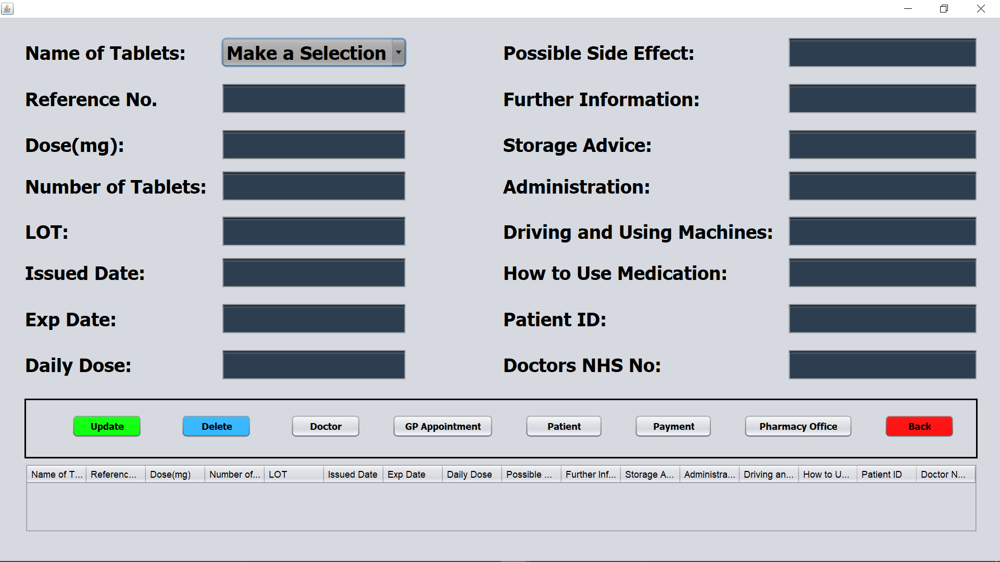 Name of Tablets: Make a Selection
Reference No.
Dose(mg):
Number of Tablets:
LOT:
Issued Date:
Exp Date:
Daily Dose:
Possible Side Effect:
Further Information:
Storage Advice:
Administration:
Driving and Using Machines:
How to Use Medication:
Patient ID:
Doctors NHS No:
Update Delete Doctor GP Appointment Patient Payment Pharmacy Office Back
Name of T... Referenc... Dose(mg) Number of... LOT Issued Date Exp Date Daily Dose Possible ... Further Inf... Storage A... Administra... Driving an... How to U... Patient ID Doctor N...